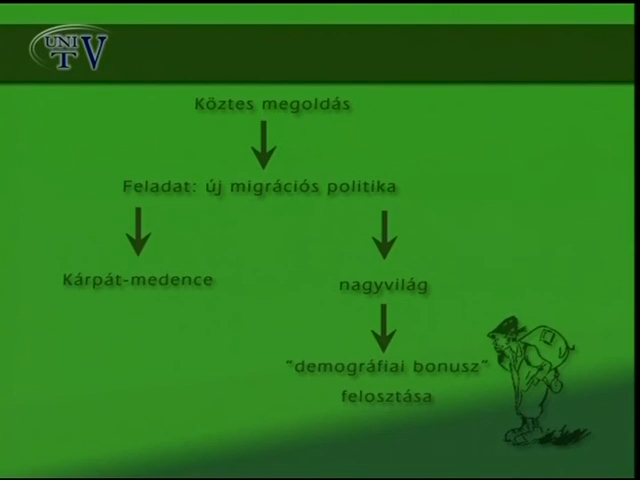 UNI
TV
Köztes megoldás
Feladat: új migrációs politika
Kárpát-medence
nagyvilág
"demográfiai bonusz"
felosztása